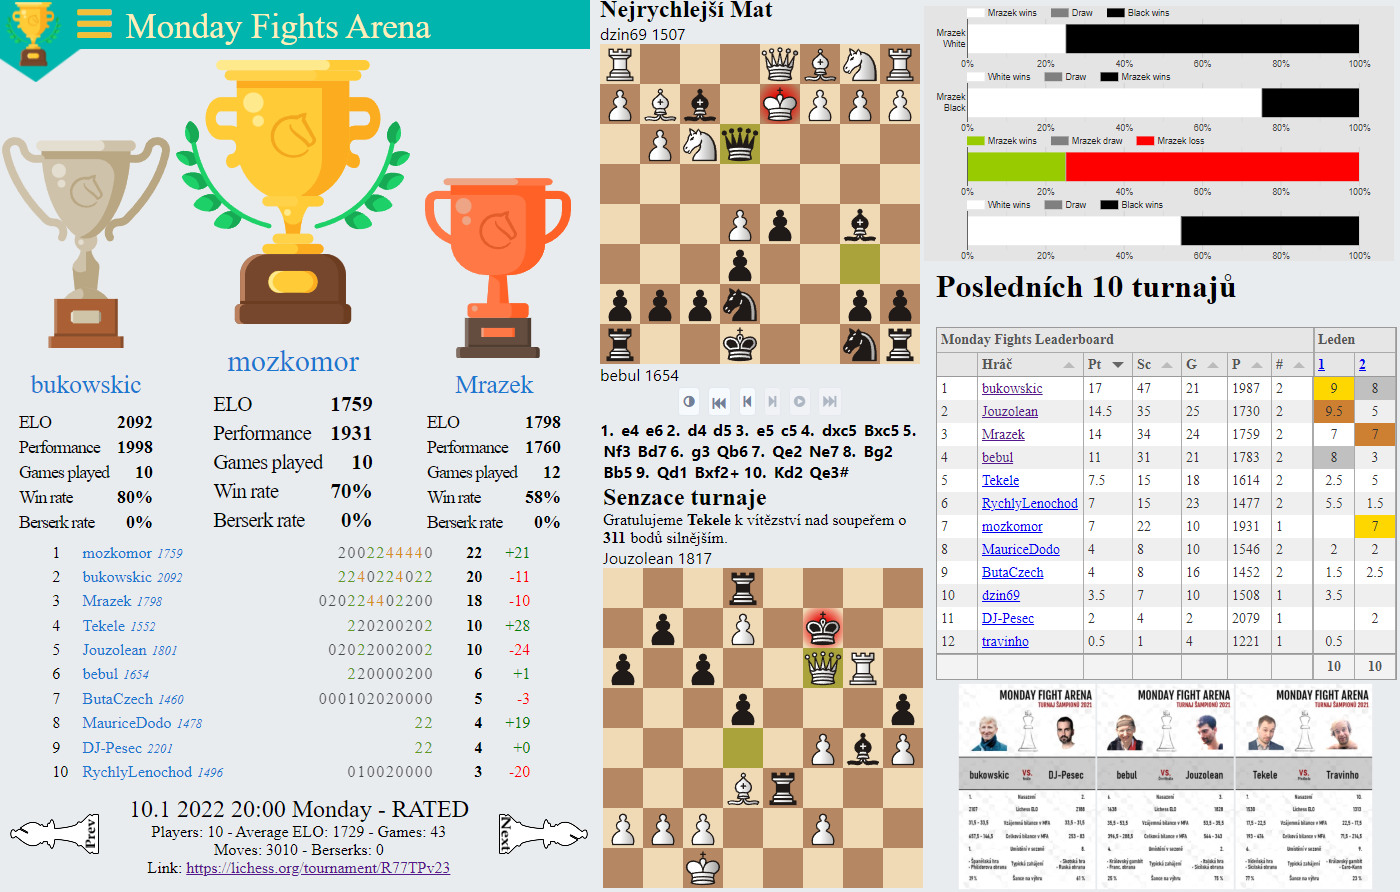 Monday Fights Arena
bukowskic
ELO 2092
Performance 1998
Games played 10
Win rate 80%
Berserk rate 0%
mozkomor
ELO 1759
Performance 1931
Games played 10
Win rate 70%
Berserk rate 0%
Mrazek
ELO 1798
Performance 1760
Games played 12
Win rate 58%
Berserk rate 0%
1 mozkomor 1759 2002244440 22 +21
2 bukowskic 2092 2240224022 20 -11
3 Mrazek 1798 020224402200 18 -10
4 Tekele 1552 220200202 10 +28
5 Jouzolean 1801 02022002002 10 -24
6 bebul 1654 220000200 6 +1
7 ButaCzech 1460 000102020000 5 -3
8 MauriceDodo 1478 22 4 +19
9 DJ-Pesec 2201 22 4 +0
10 RychlyLenochod 1496 010020000 3 -20
Prev
10.1 2022 20:00 Monday - RATED
Players: 10 - Average ELO: 1729 - Games: 43
Moves: 3010 - Berserks: 0
Link: https://lichess.org/tournament/R77TPv23
Next
Nejrychlejší Mat
dzin69 1507
bebul 1654
1. e4 e6 2. d4 d5 3. e5 c5 4. dxc5 Bxc5 5.
Nf3 Bd7 6. g3 Qb6 7. Qe2 Ne7 8. Bg2
Bb5 9. Qd1 Bxf2+ 10. Kd2 Qe3#
Senzace turnaje
Gratulujeme Tekele k vítězství nad soupeřem o
311 bodů silnějším.
Jouzolean 1817
Mrazek wins Draw Black wins
Mrazek
White
0% 20% 40% 60% 80% 100%
White wins Draw Mrazek wins
Mrazek
Black
0% 20% 40% 60% 80% 100%
Mrazek wins Mrazek draw Mrazek loss
0% 20% 40% 60% 80% 100%
White wins Draw Black wins
0% 20% 40% 60% 80% 100%
Posledních 10 turnajů
Monday Fights Leaderboard Leden
Hráč Pt Sc G P # 1 2
1 bukowskic 17 47 21 1987 2 9 8
2 Jouzolean 14.5 35 25 1730 2 9.5 5
3 Mrazek 14 34 24 1759 2 7 7
4 bebul 11 31 21 1783 2 8 3
5 Tekele 7.5 15 18 1614 2 2.5 5
6 RychlyLenochod 7 15 23 1477 2 5.5 1.5
7 mozkomor 7 22 10 1931 1 7
8 MauriceDodo 4 8 10 1546 2 2 2
9 ButaCzech 4 8 16 1452 2 1.5 2.5
10 dzin69 3.5 7 10 1508 1 3.5
11 DJ-Pesec 2 4 2 2079 1 2
12 travinho 0.5 1 4 1221 1 0.5
10 10
MONDAY FIGHT ARENA
TURNAJ ŠAMPIONŮ 2021
bukowskic VS. DJ-Pesec
MONDAY FIGHT ARENA
TURNAJ ŠAMPIONŮ 2021
bebul VS. Jouzolean
MONDAY FIGHT ARENA
TURNAJ ŠAMPIONŮ 2021
Tekele VS. Travinho